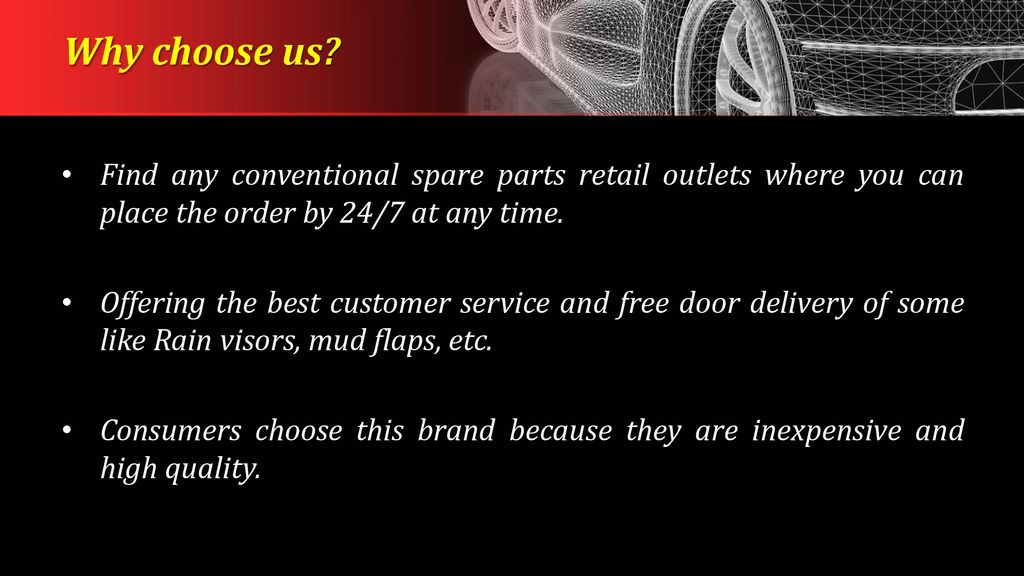 Why choose us?
• Find any conventional spare parts retail outlets where you can
place the order by 24/7 at any time.
• Offering the best customer service and free door delivery of some
like Rain visors, mud flaps, etc.
• Consumers choose this brand because they are inexpensive and
high quality.